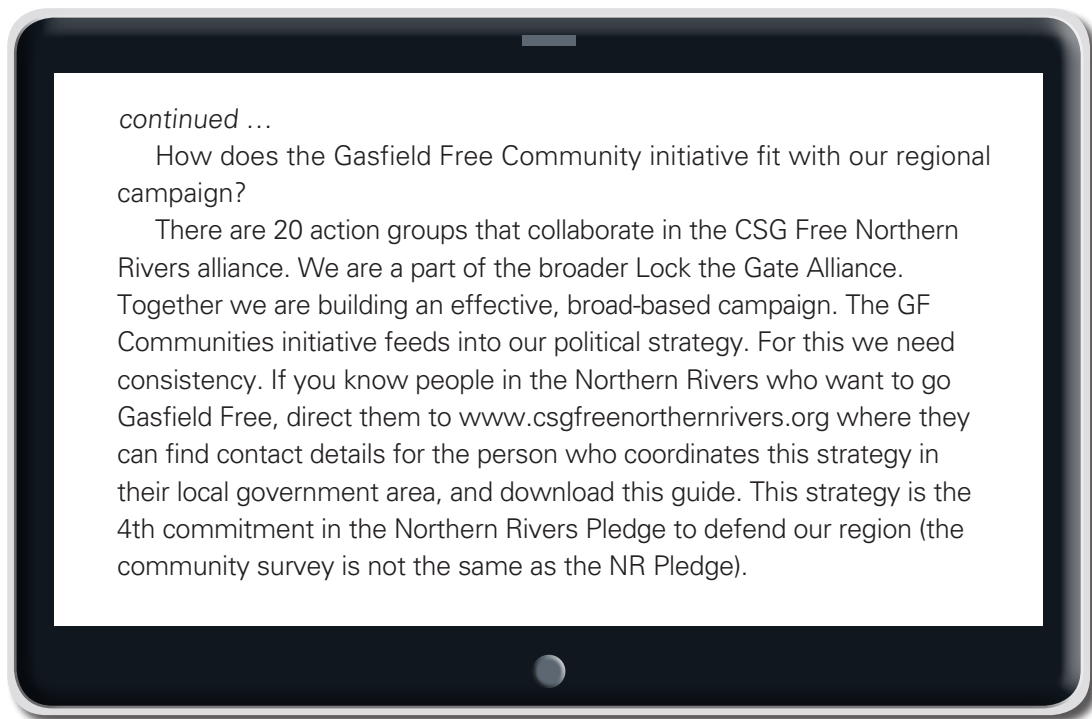 continued …
How does the Gasfield Free Community initiative fit with our regional
campaign?
There are 20 action groups that collaborate in the CSG Free Northern
Rivers alliance. We are a part of the broader Lock the Gate Alliance.
Together we are building an effective, broad-based campaign. The GF
Communities initiative feeds into our political strategy. For this we need
consistency. If you know people in the Northern Rivers who want to go
Gasfield Free, direct them to www.csgfreenorthernrivers.org where they
can find contact details for the person who coordinates this strategy in
their local government area, and download this guide. This strategy is the
4th commitment in the Northern Rivers Pledge to defend our region (the
community survey is not the same as the NR Pledge).